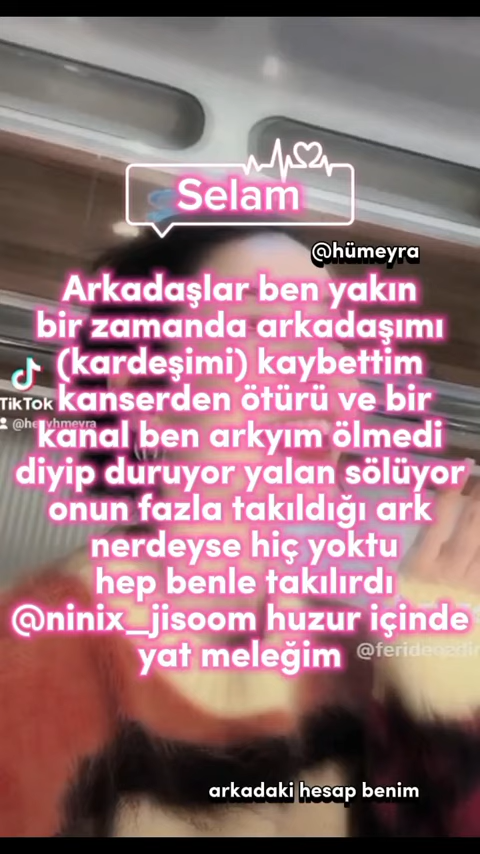 Selam
@hümeyra
Arkadaşlar ben yakın
bir zamanda arkadaşımı
(kardeşimi) kaybettim
TikTok
kanserden ötürü ve bir
kanal ben arkyım ölmedi
diyip duruyor yalan sölüyor
onun fazla takıldığı ark
nerdeyse hiç yoktu
hep benle takılırdı
@ninix_jisoom huzur içinde
yat meleğim
arkadaki hesap benim